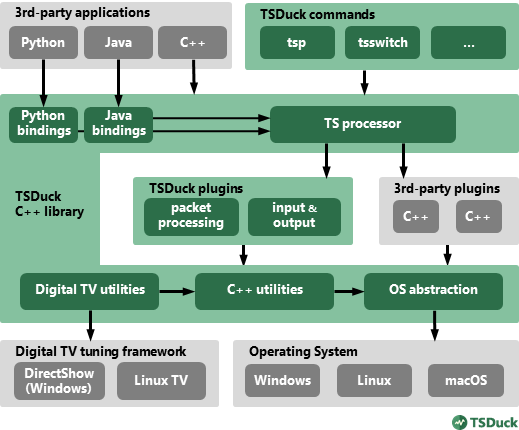 3rd-party applications
Python
Java
C++
TSDuck commands
tsp
tsswitch
...
Python
bindings
Java
bindings
TS processor
TSDuck
C++ library
TSDuck plugins
packet
processing
input &
output
3rd-party plugins
C++
C++
Digital TV utilities
C++ utilities
OS abstraction
Digital TV tuning framework
DirectShow
(Windows)
Linux TV
Operating System
Windows
Linux
macOS
TSDuck